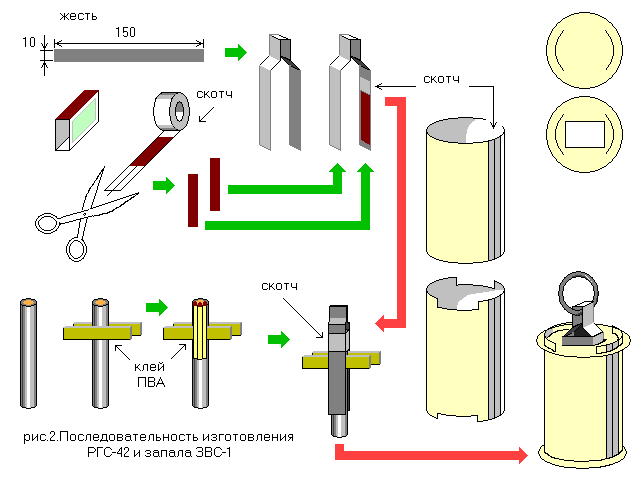 жесть
150
10
скотч
скотч
скотч
клей
ПВА
рис.2.Последовательность изготовления
РГС-42 и запала ЗВС-1